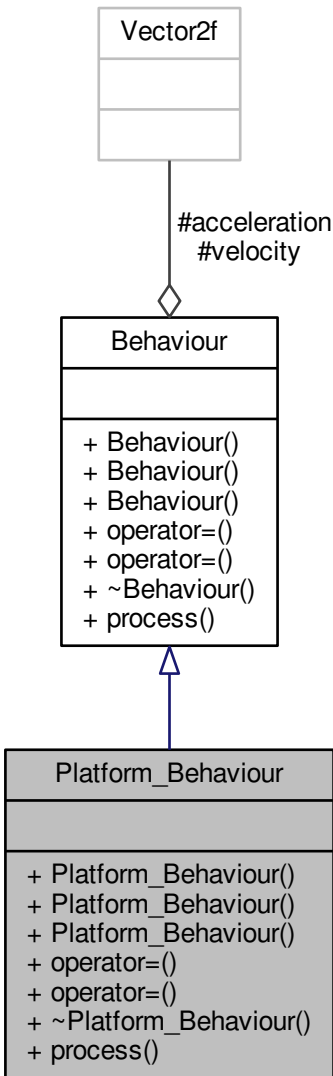 Vector2f
#acceleration
#velocity
Behaviour
+ Behaviour()
+ Behaviour()
+ Behaviour()
+ operator=()
+ operator=()
+ ~Behaviour()
+ process()
Platform_Behaviour
+ Platform_Behaviour()
+ Platform_Behaviour()
+ Platform_Behaviour()
+ operator=()
+ operator=()
+ ~Platform_Behaviour()
+ process()